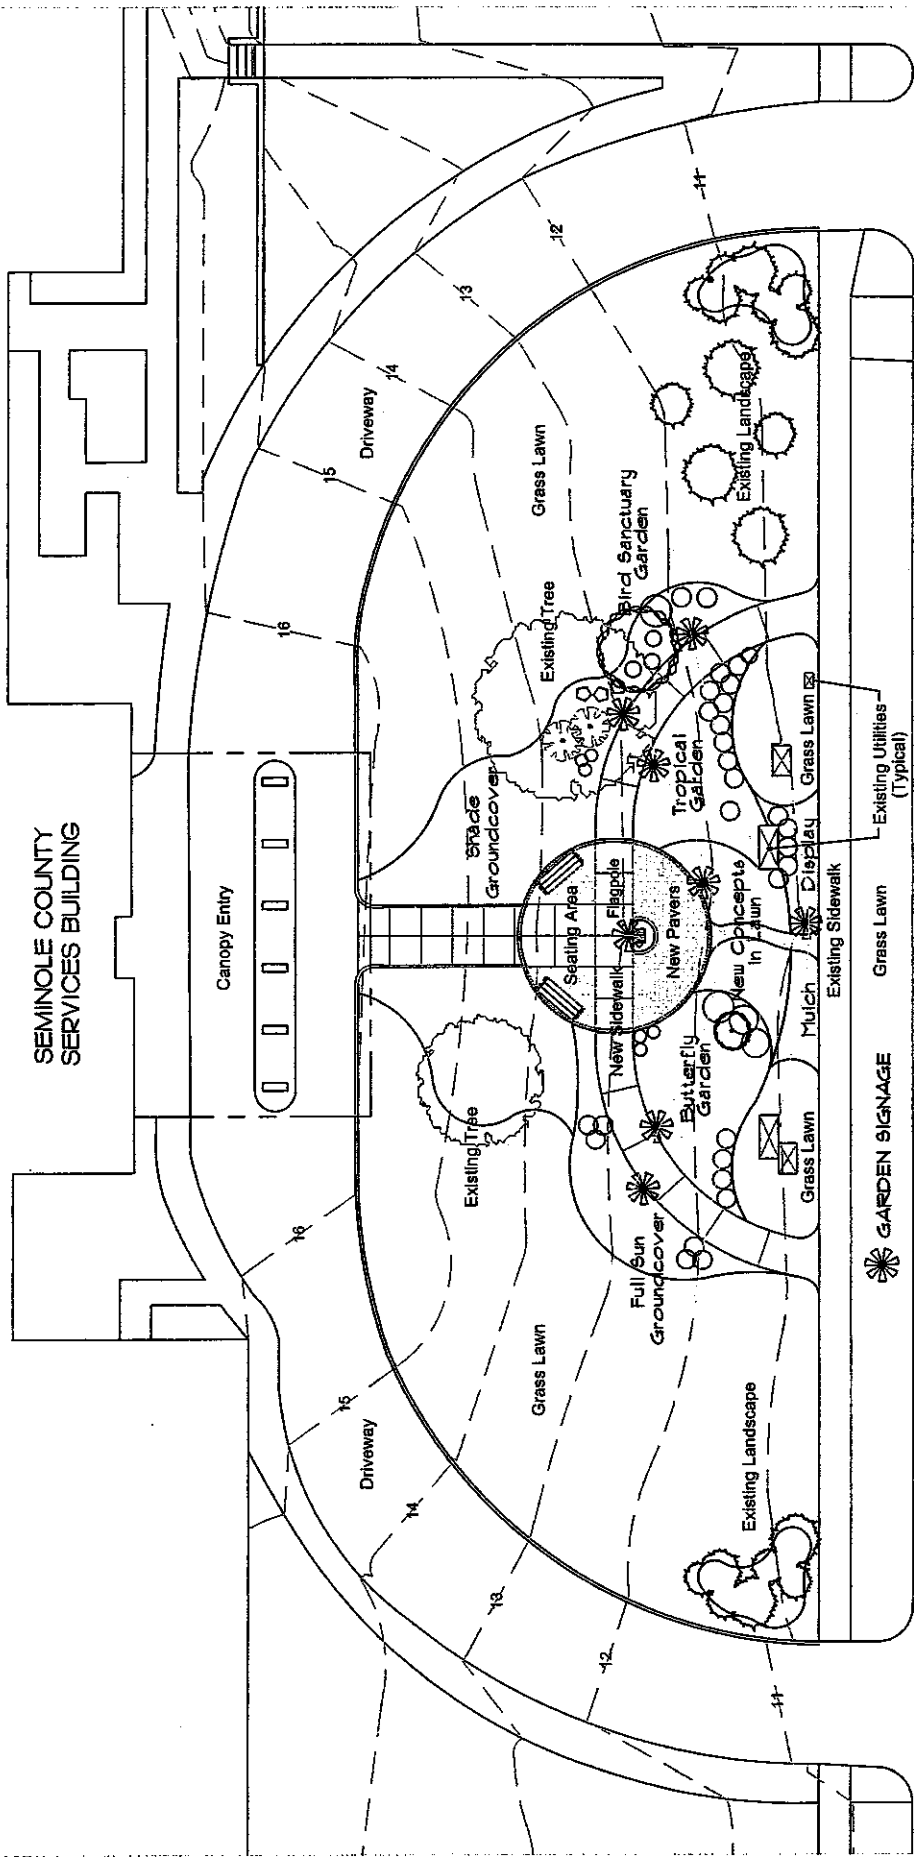 SEMINOLE COUNTY
SERVICES BUILDING
Canopy Entry
16
16
15
15
Driveway
Driveway
14
14
13
13
12
12
11
11
Grass Lawn
Grass Lawn
Existing Tree
Existing Tree
Shade
Groundcover
Bird Sanctuary
Garden
Seating Area
Flagpole
New Sidewalk
New Pavers
Tropical
Garden
Butterfly
Garden
New Concepts
In Lawn
Full Sun
Groundcover
Existing Landscape
Existing Landscape
Grass Lawn
Grass Lawn
Mulch
Display
Existing Sidewalk
Grass Lawn
Existing Utilities
(Typical)
GARDEN SIGNAGE